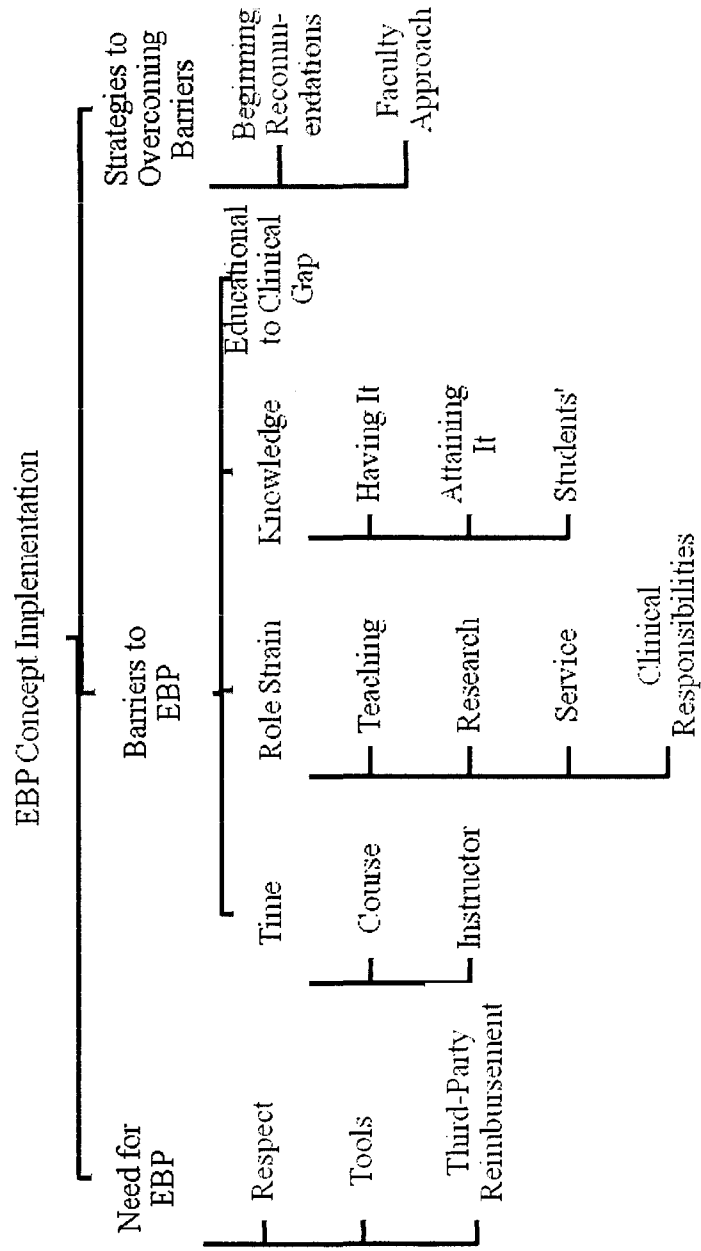 EBP Concept Implementation
Need for
EBP
Respect
Tools
Third-Party
Reimbursement
Barriers to
EBP
Time
Course
Instructor
Role Strain
Teaching
Research
Service
Clinical
Responsibilities
Knowledge
Having It
Attaining
It
Students'
Educational
to Clinical
Gap
Strategies to
Overcoming
Barriers
Beginning
Recomm-
endations
Faculty
Approach